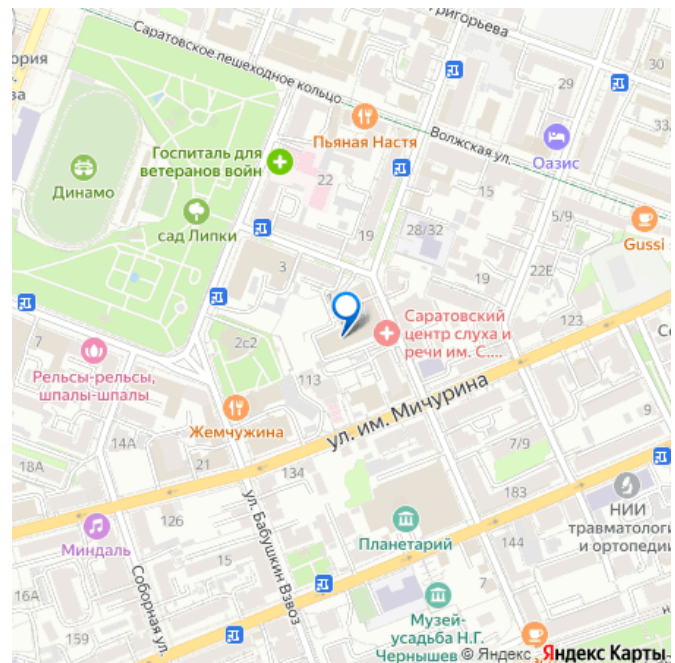 григорьева
Саратовское пешеходное кольцо
ория
ва
29
30
33
Пьяная Настя
Волжская ул.
Оазис
Госпиталь для
ветеранов войн
22
15
Динамо
сад Липки
19
28/32
5/9
Gussi
3
19
22Е
7
2с2
Саратовский
центр слуха и
речи им. С....
123
Рельсы-рельсы,
шпалы-шпалы
113
Жемчужина
ул. им. Мичурина
9
14А
21
7/9
18А
134
183
НИИ
травматологи
и ортопедии
126
Миндаль
ул. Бабушкин Взвоз
Планетарий
144
15
Соборная ул.
16А
7
159
Музей-
усадьба Н.Г.
Чернышев
© Яндекс
Яндекс Карты